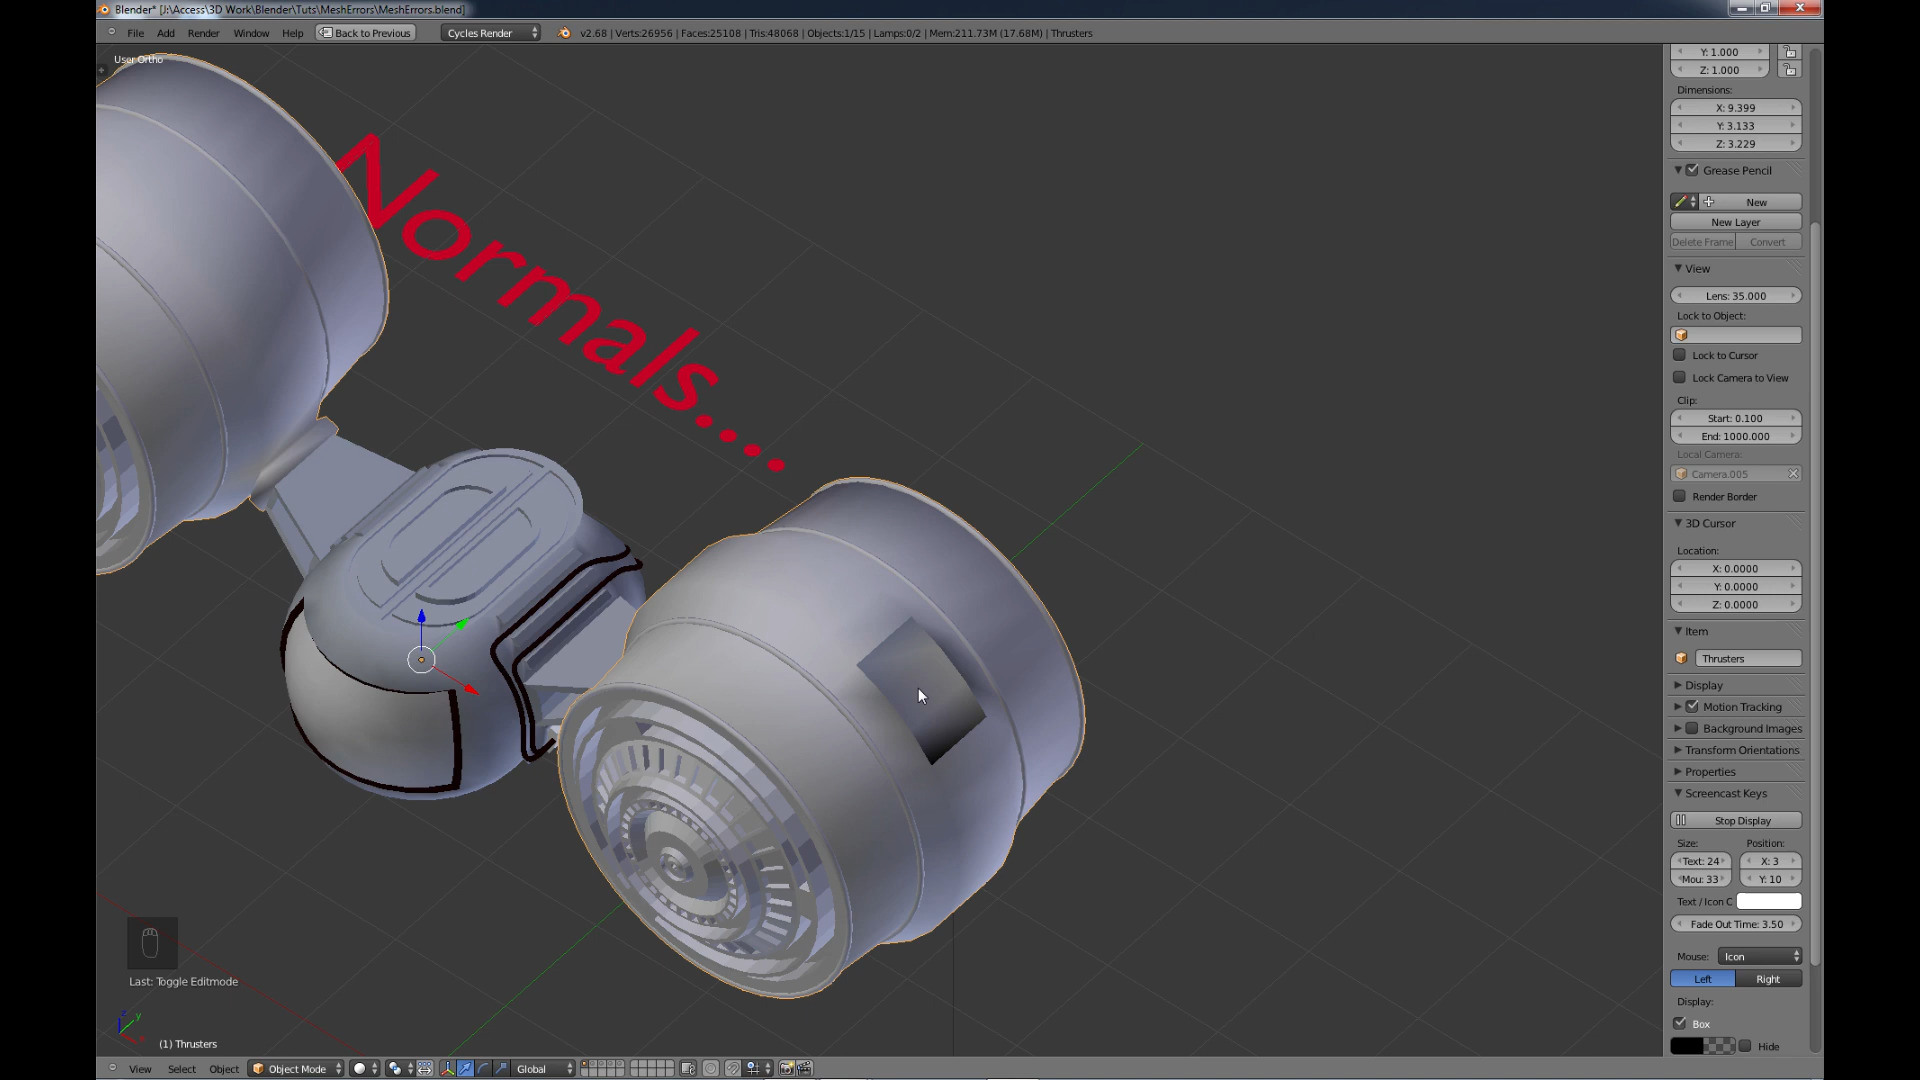 Blender* [J:\Access\3D Work\Blender\Tuts\MeshErrors\MeshErrors.blend]
File Add Render Window Help Back to Previous Cycles Render v2.68 | Verts:26956 | Faces:25108 | Tris:48068 | Objects:1/15 | Lamps:0/2 | Mem:211.73M (17.68M) | Thrusters
User Ortho
Normals....
Y: 1.000
Z: 1.000
Dimensions:
X: 9.399
Y: 3.133
Z: 3.229
Grease Pencil
New
New Layer
Delete Frame Convert
View
Lens: 35.000
Lock to Object:
Lock to Cursor
Lock Camera to View
Clip:
Start: 0.100
End: 1000.000
Local Camera:
Camera.005
Render Border
3D Cursor
Location:
X: 0.0000
Y: 0.0000
Z: 0.0000
Item
Thrusters
Display
Motion Tracking
Background Images
Transform Orientations
Properties
Screencast Keys
Stop Display
Size: Position:
Text: 24 X: 3
Mou: 33 Y: 10
Text / Icon C
Fade Out Time: 3.50
Mouse: Icon
Left Right
Display:
Box
Hide
Last: Toggle Editmode
z y x
(1) Thrusters
View Select Object Object Mode Global